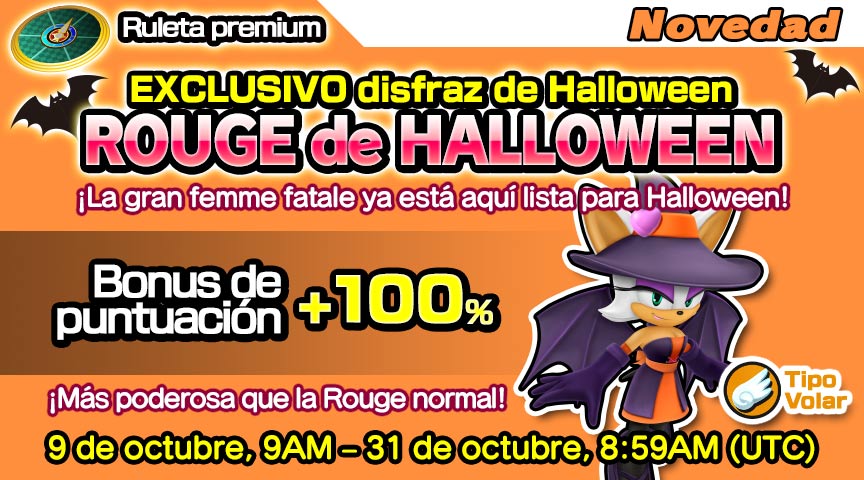 Ruleta premium
Novedad
EXCLUSIVO disfraz de Halloween
ROUGE de HALLOWEEN
¡La gran femme fatale ya está aquí lista para Halloween!
Bonus de
puntuación
+100%
¡Más poderosa que la Rouge normal!
Tipo
Volar
9 de octubre, 9AM – 31 de octubre, 8:59AM (UTC)